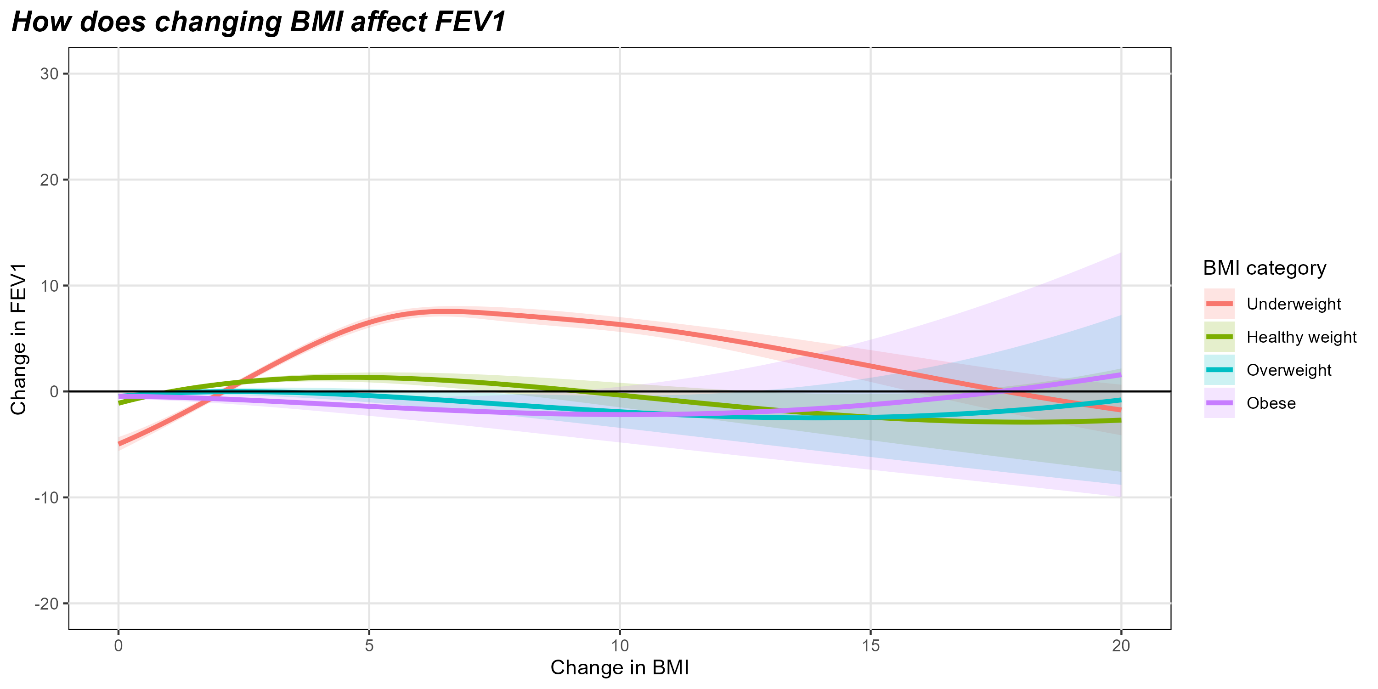 How does changing BMI affect FEV1
30
20
10
0
-10
-20
Change in FEV1
0 5 10 15 20
Change in BMI
BMI category
Underweight
Healthy weight
Overweight
Obese